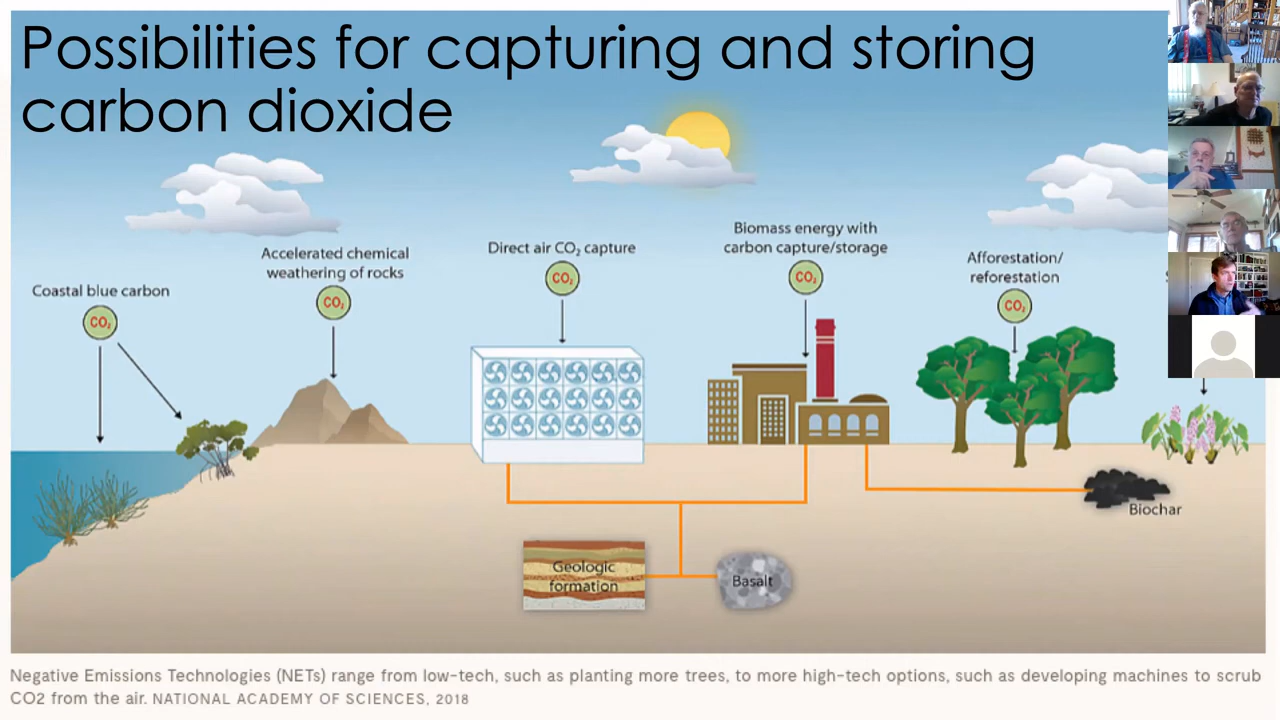 Possibilities for capturing and storing
carbon dioxide
Coastal blue carbon
CO₂
Accelerated chemical
weathering of rocks
CO₂
Direct air CO₂ capture
CO₂
Biomass energy with
carbon capture/storage
CO₂
Afforestation/
reforestation
CO₂
Biochar
Geologic
formation
Basalt
Negative Emissions Technologies (NETs) range from low-tech, such as planting more trees, to more high-tech options, such as developing machines to scrub
CO2 from the air. NATIONAL ACADEMY OF SCIENCES, 2018